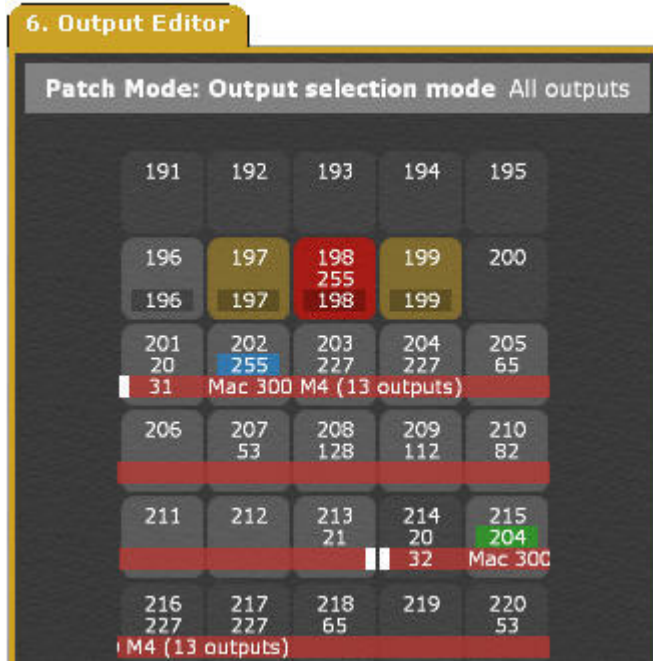 6. Output Editor
Patch Mode: Output selection mode All outputs
191 192 193 194 195
196 197 198 199 200
255
196 197 198 199
201 202 203 204 205
20 255 227 227 65
31 Mac 300 M4 (13 outputs)
206 207 208 209 210
53 128 112 82
211 212 213 214 215
21 20 204
32 Mac 300
216 217 218 219 220
227 227 65 53
M4 (13 outputs)